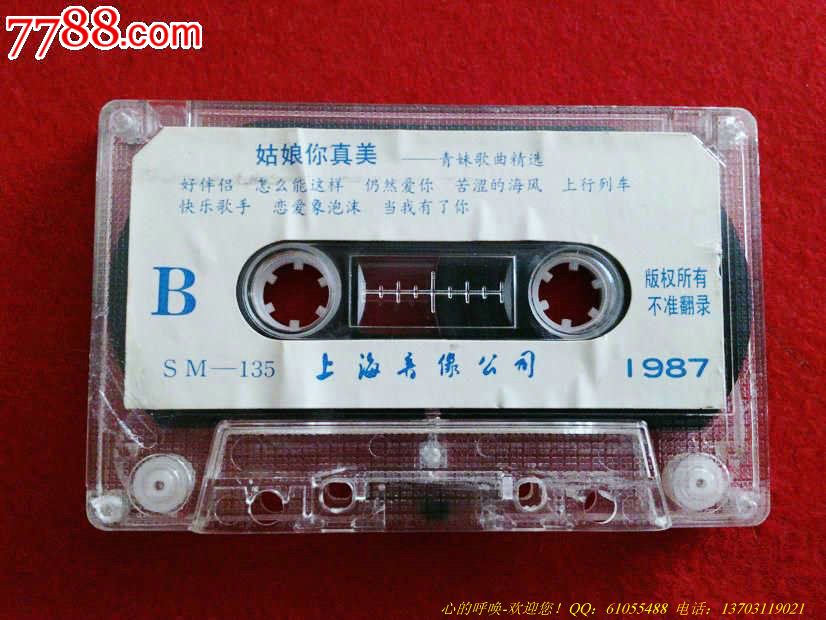 7788.com
姑娘你真美 ——青妹歌曲精选
好伴侣 怎么能这样 仍然爱你 苦涩的海风 上行列车
快乐歌手 恋爱象泡沫 当我有了你
B
版权所有
不准翻录
SM—135 上海音像公司 1987
心的呼唤-欢迎您！QQ：61055488 电话：13703119021